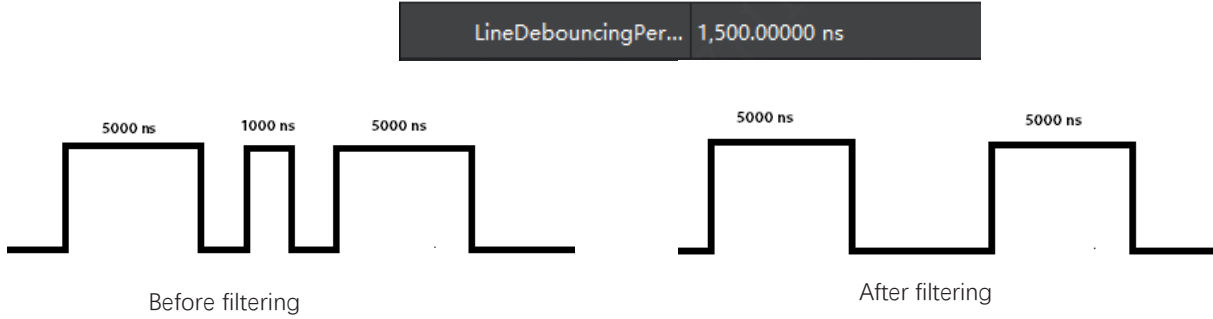 LineDebouncingPer... 1,500.00000 ns
5000 ns 1000 ns 5000 ns
5000 ns 5000 ns
Before filtering
After filtering